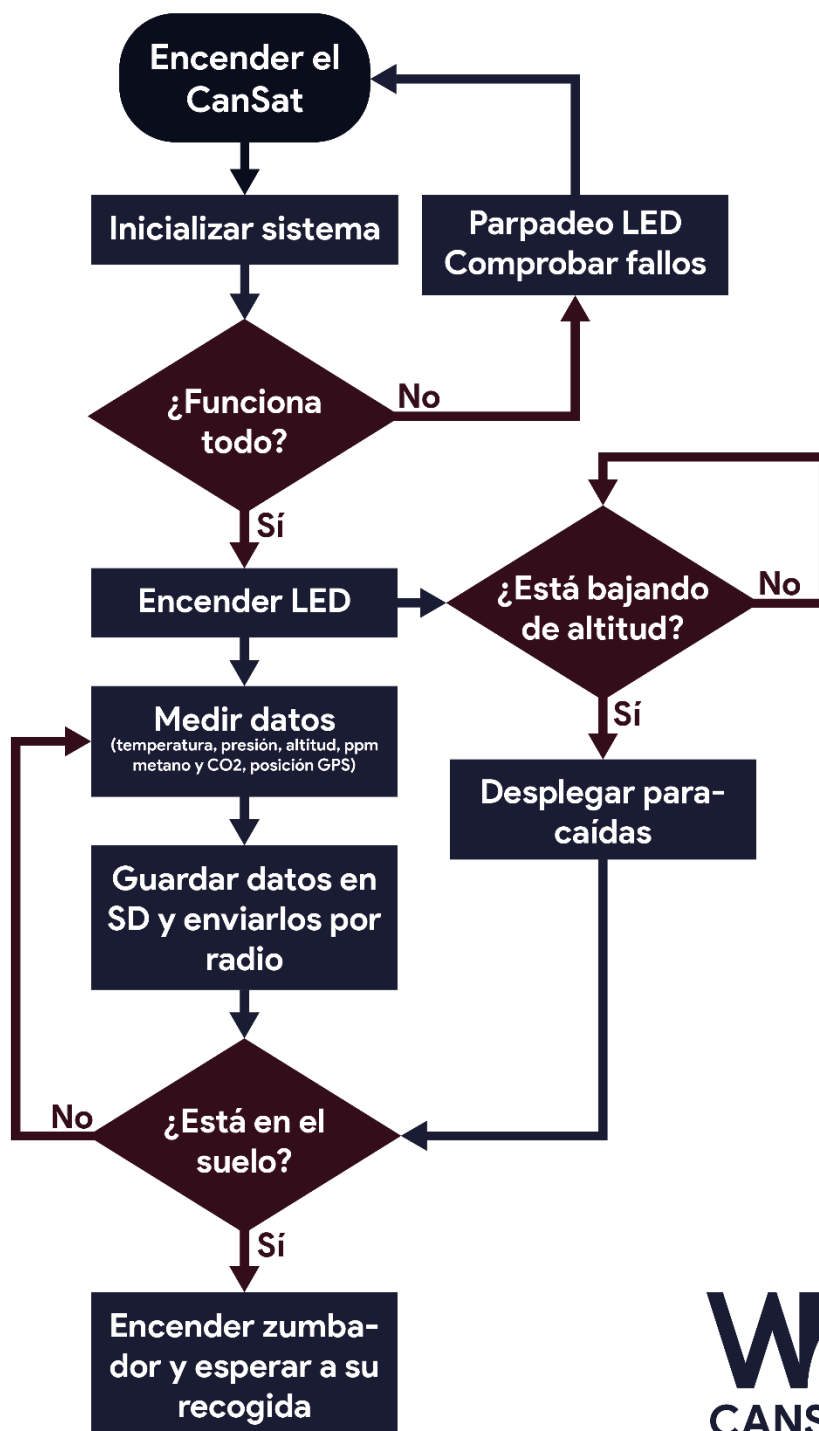 Encender el
CanSat
Inicializar sistema
Parpadeo LED
Comprobar fallos
¿Funciona
todo?
No
Sí
Encender LED
¿Está bajando
de altitud?
No
Sí
Medir datos
(temperatura, presión, altitud, ppm
metano y CO2, posición GPS)
Desplegar para-
caídas
Guardar datos en
SD y enviarlos por
radio
¿Está en el
suelo?
No
Sí
Encender zumba-
dor y esperar a su
recogida